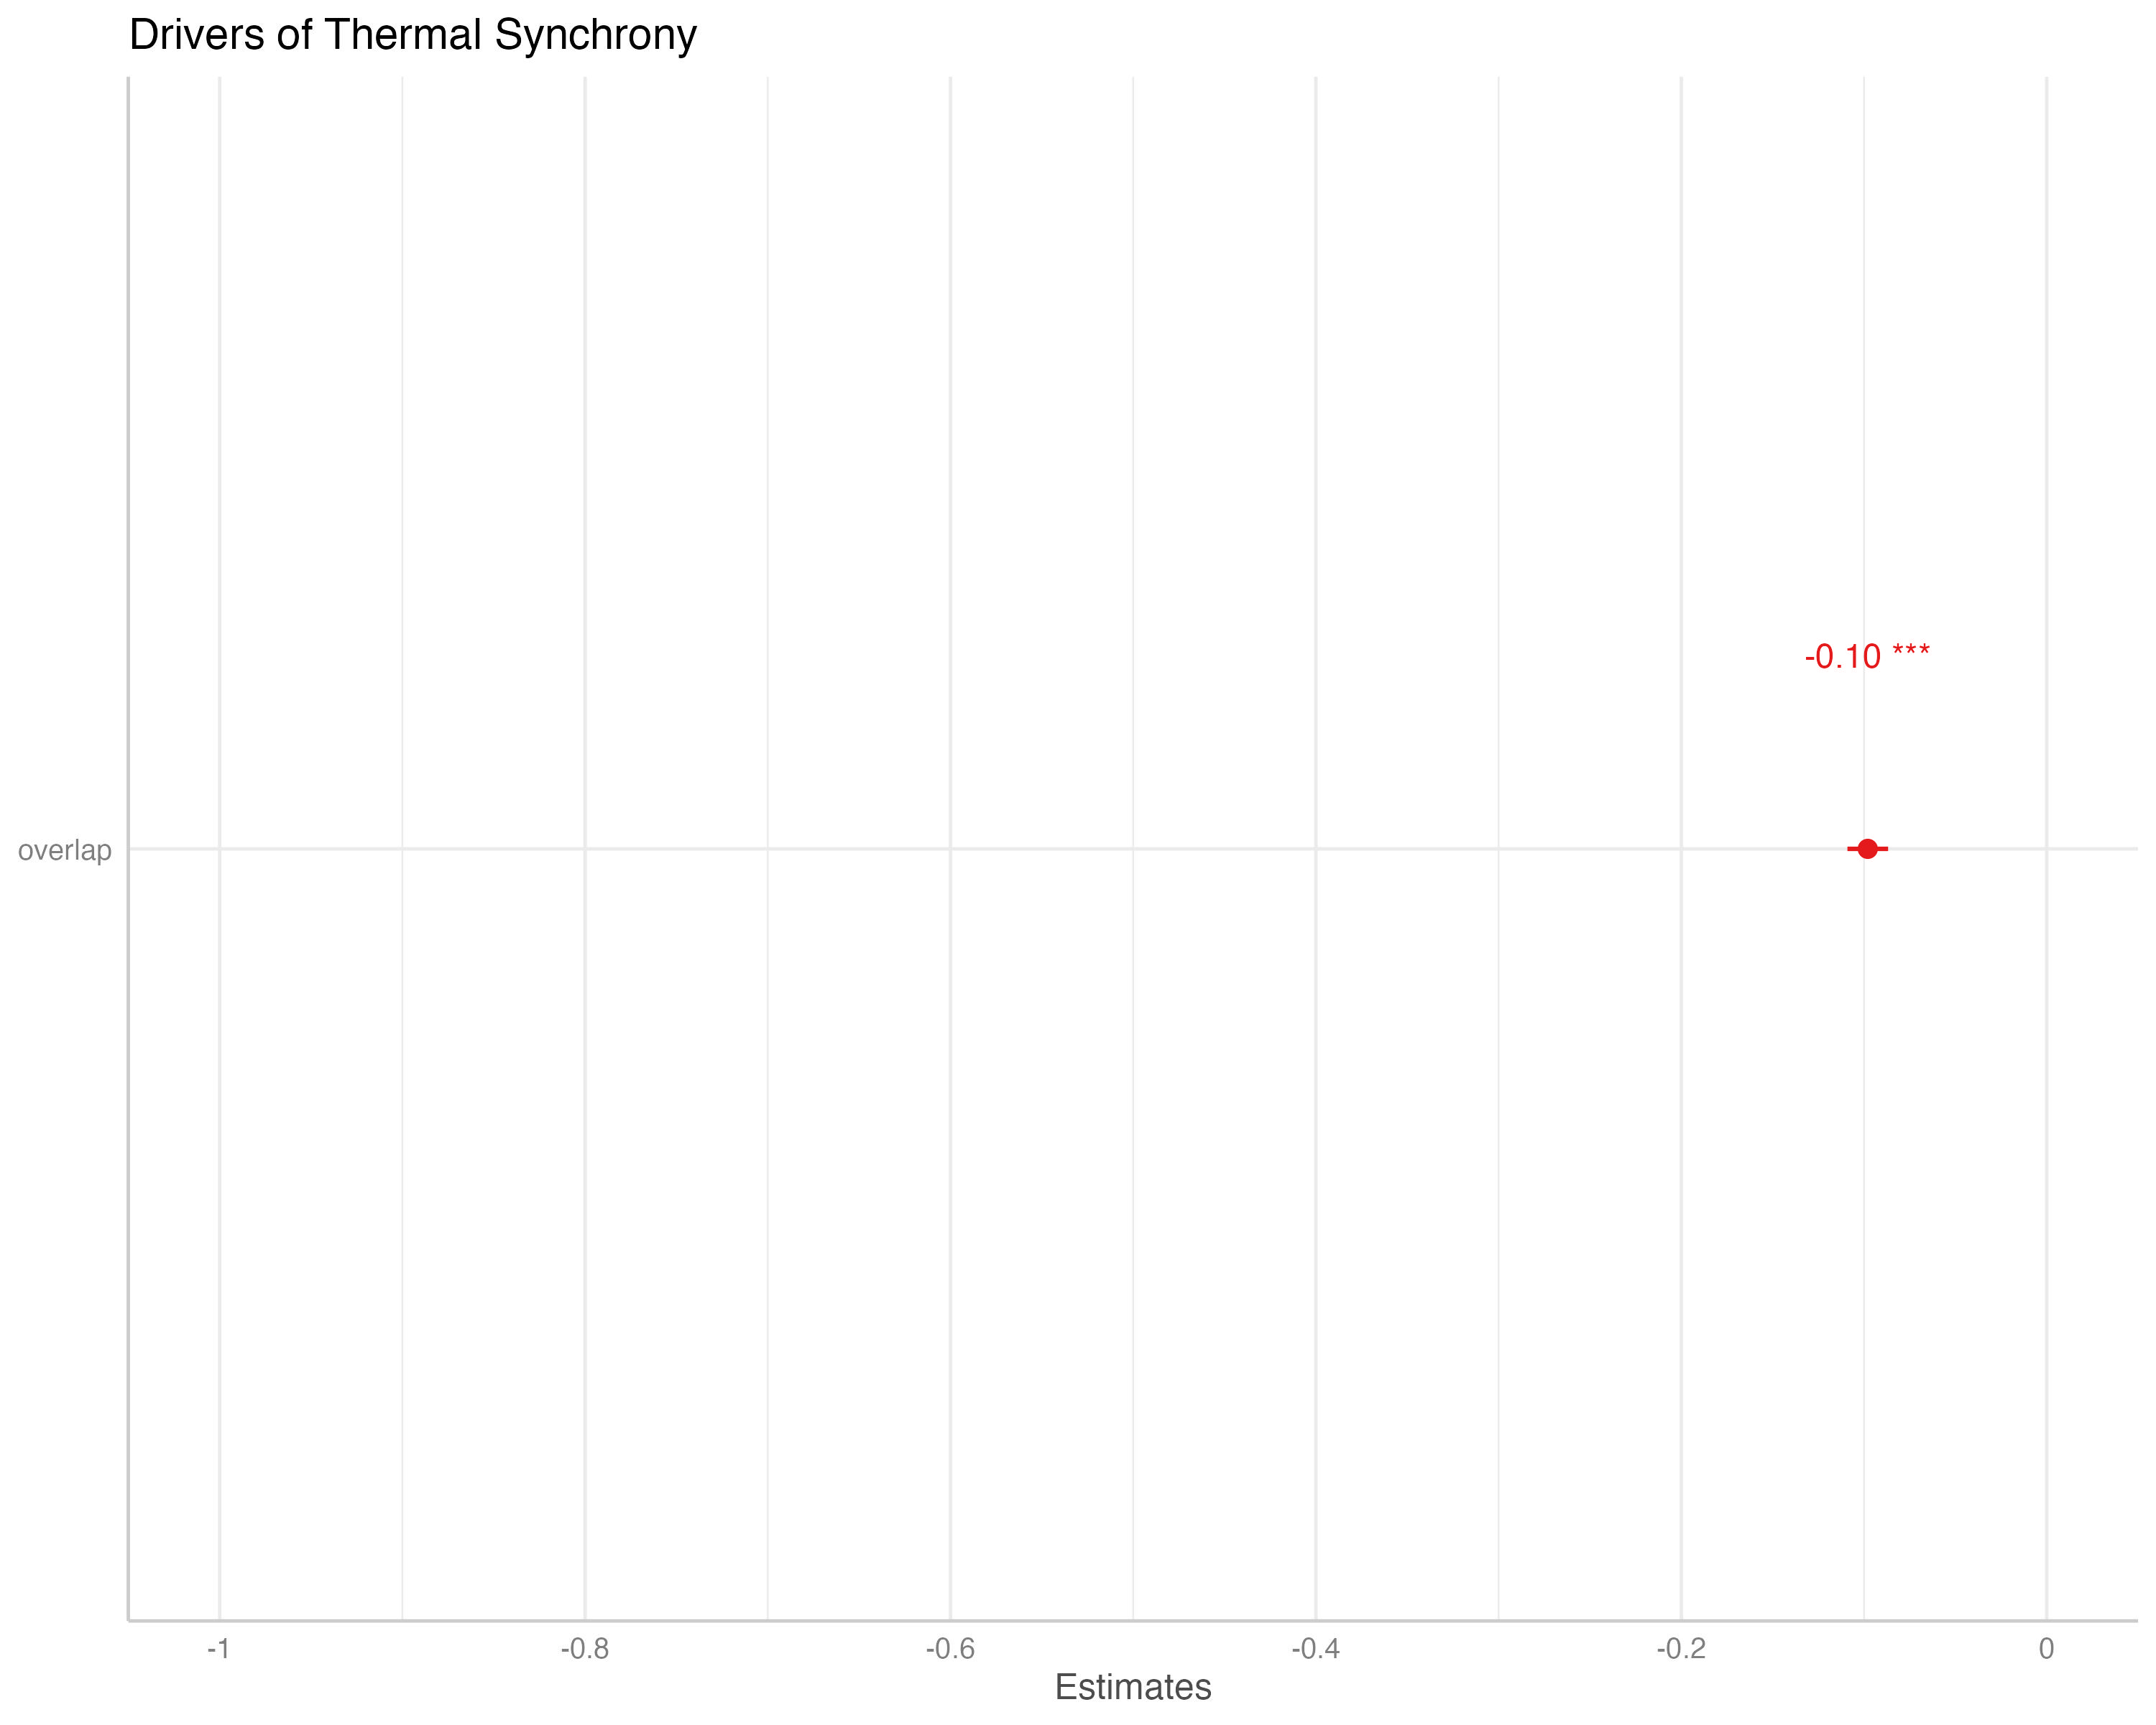 Drivers of Thermal Synchrony
-0.10 ***
overlap
-1 -0.8 -0.6 -0.4 -0.2 0
Estimates